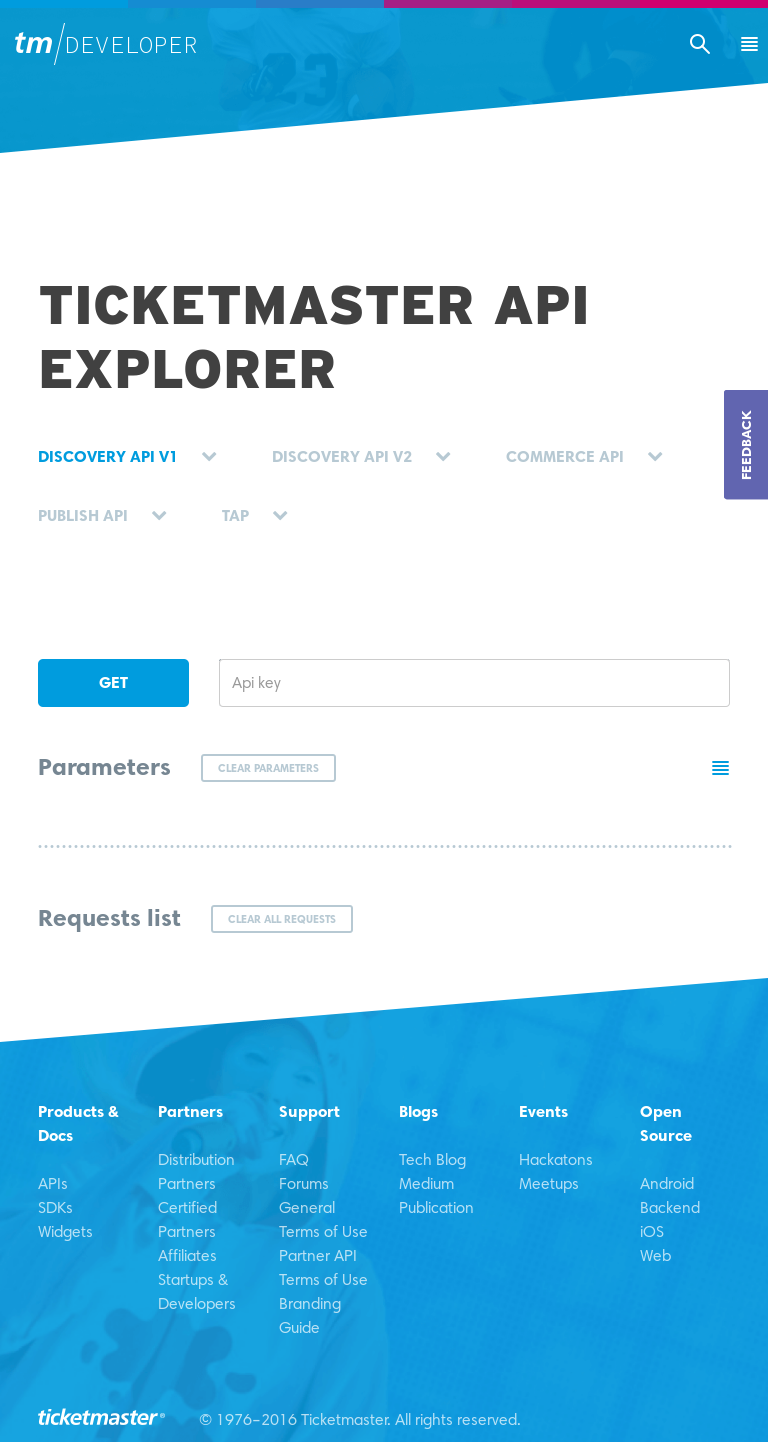 tm/DEVELOPER
TICKETMASTER API
EXPLORER
DISCOVERY API V1
DISCOVERY API V2
COMMERCE API
FEEDBACK
PUBLISH API
TAP
GET
Api key
Parameters
CLEAR PARAMETERS
Requests list
CLEAR ALL REQUESTS
Products &
Docs
APIs
SDKs
Widgets
Partners
Distribution
Partners
Certified
Partners
Affiliates
Startups &
Developers
Support
FAQ
Forums
General
Terms of Use
Partner API
Terms of Use
Branding
Guide
Blogs
Tech Blog
Medium
Publication
Events
Hackatons
Meetups
Open
Source
Android
Backend
iOS
Web
ticketmaster®
© 1976–2016 Ticketmaster. All rights reserved.